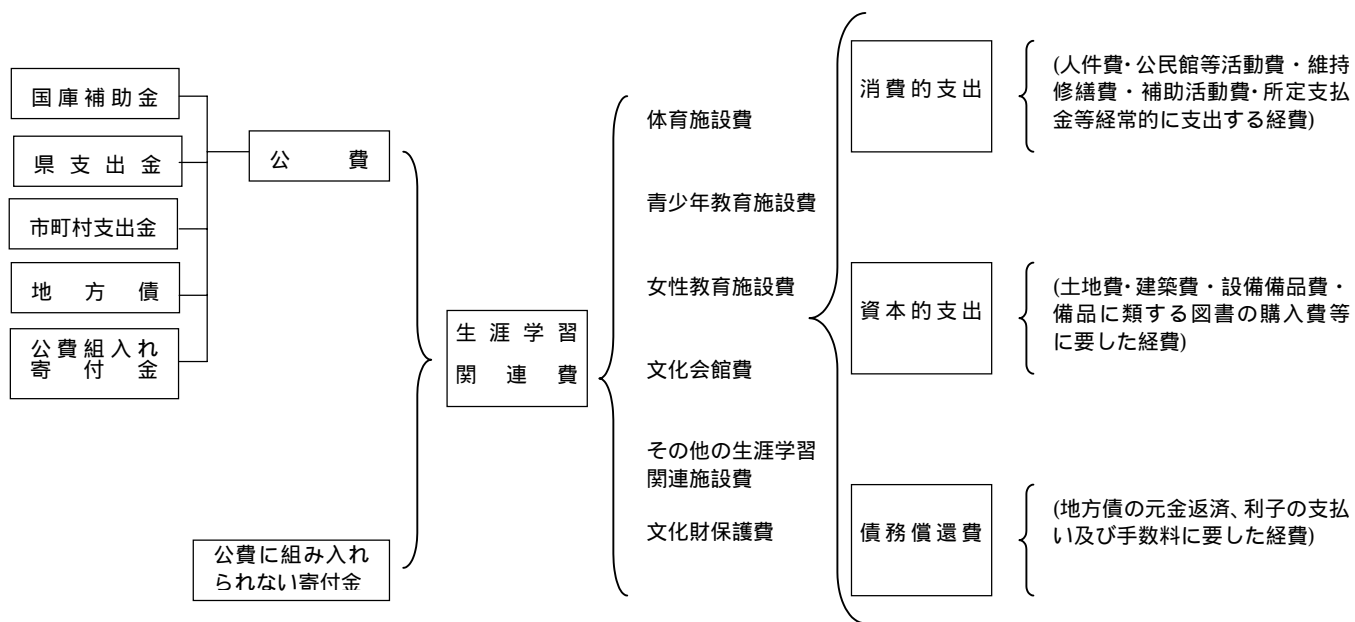 国庫補助金
県支出金
市町村支出金
地方債
公費組入れ
寄付金
公費
公費に組み入れ
られない寄付金
生涯学習
関連費
体育施設費
青少年教育施設費
女性教育施設費
文化会館費
その他の生涯学習
関連施設費
文化財保護費
消費的支出
(人件費・公民館等活動費・維持
修繕費・補助活動費・所定支払
金等経常的に支出する経費)
資本的支出
(土地費・建築費・設備備品費・
備品に類する図書の購入費等
に要した経費)
債務償還費
(地方債の元金返済、利子の支払
い及び手数料に要した経費)